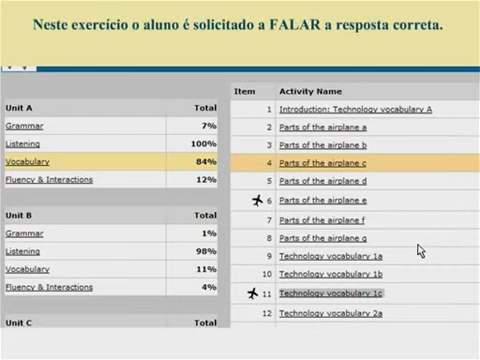 Neste exercício o aluno é solicitado a FALAR a resposta correta.
Unit A Total
Grammar 7%
Listening 100%
Vocabulary 84%
Fluency & Interactions 12%
Unit B Total
Grammar 1%
Listening 98%
Vocabulary 11%
Fluency & Interactions 4%
Unit C Total
Item Activity Name
1 Introduction: Technology vocabulary A
2 Parts of the airplane a
3 Parts of the airplane b
4 Parts of the airplane c
5 Parts of the airplane d
6 Parts of the airplane e
7 Parts of the airplane f
8 Parts of the airplane g
9 Technology vocabulary 1a
10 Technology vocabulary 1b
11 Technology vocabulary 1c
12 Technology vocabulary 2a